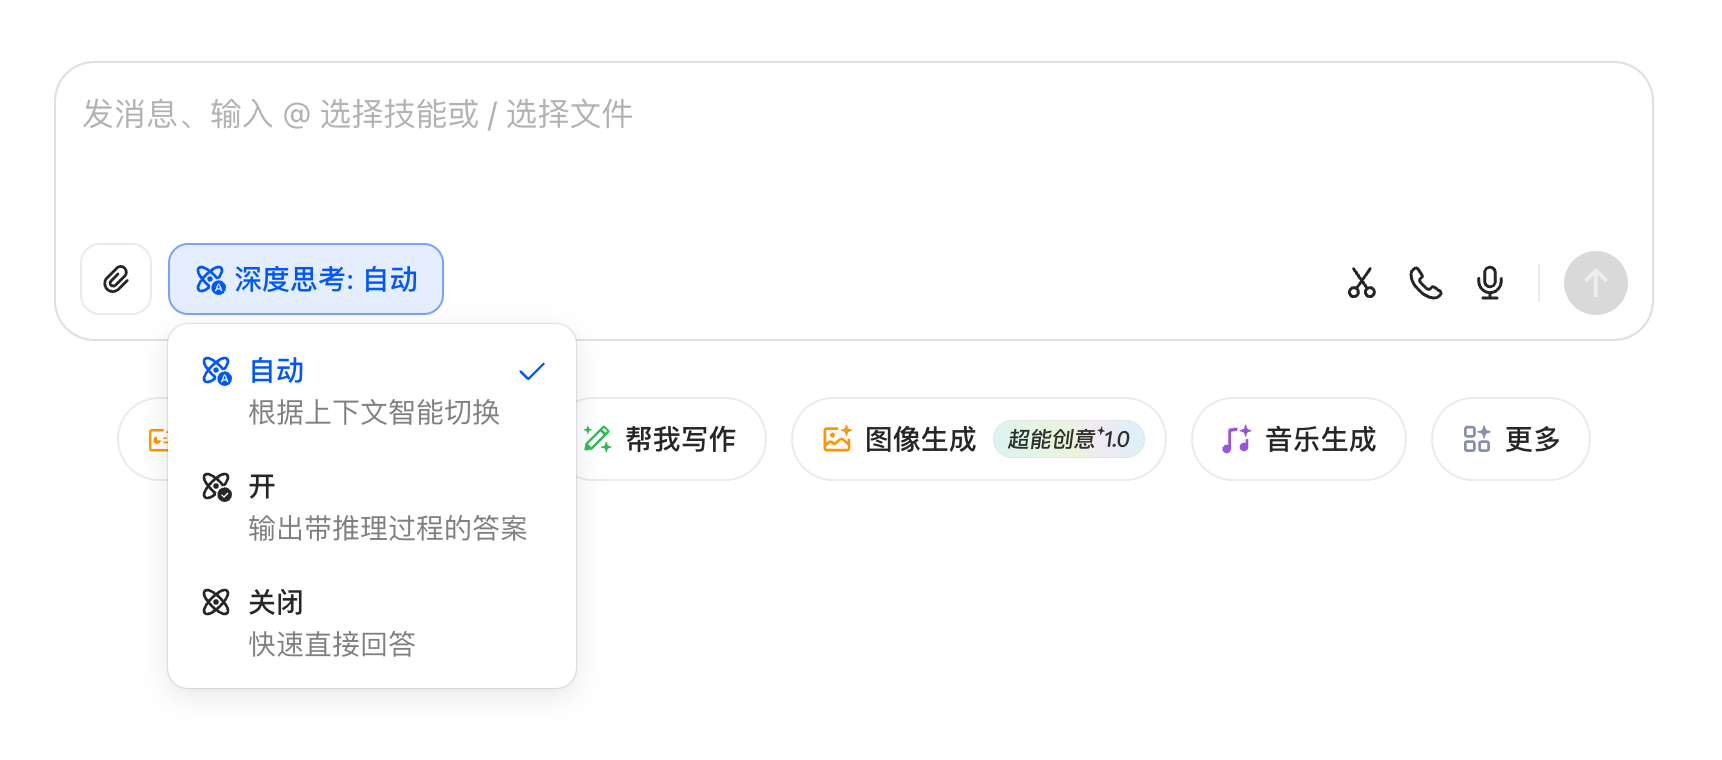 发消息、输入 @ 选择技能或 / 选择文件
深度思考: 自动
自动
根据上下文智能切换
开
输出带推理过程的答案
关闭
快速直接回答
帮我写作
图像生成 超能创意1.0
音乐生成
更多